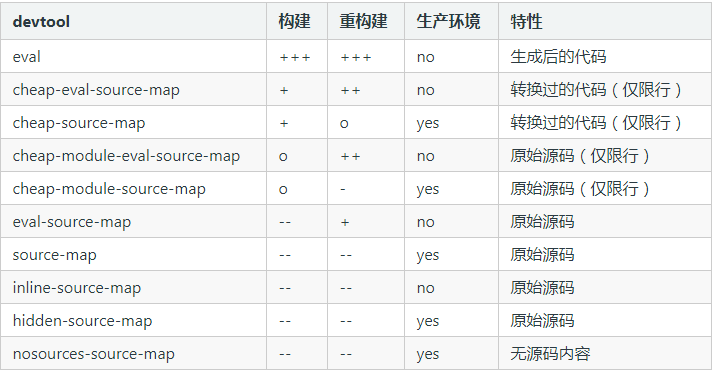 devtool 构建 重构建 生产环境 特性
eval +++ +++ no 生成后的代码
cheap-eval-source-map + ++ no 转换过的代码（仅限行）
cheap-source-map + o yes 转换过的代码（仅限行）
cheap-module-eval-source-map o ++ no 原始源码（仅限行）
cheap-module-source-map o - yes 原始源码（仅限行）
eval-source-map -- + no 原始源码
source-map -- -- yes 原始源码
inline-source-map -- -- no 原始源码
hidden-source-map -- -- yes 原始源码
nosources-source-map -- -- yes 无源码内容